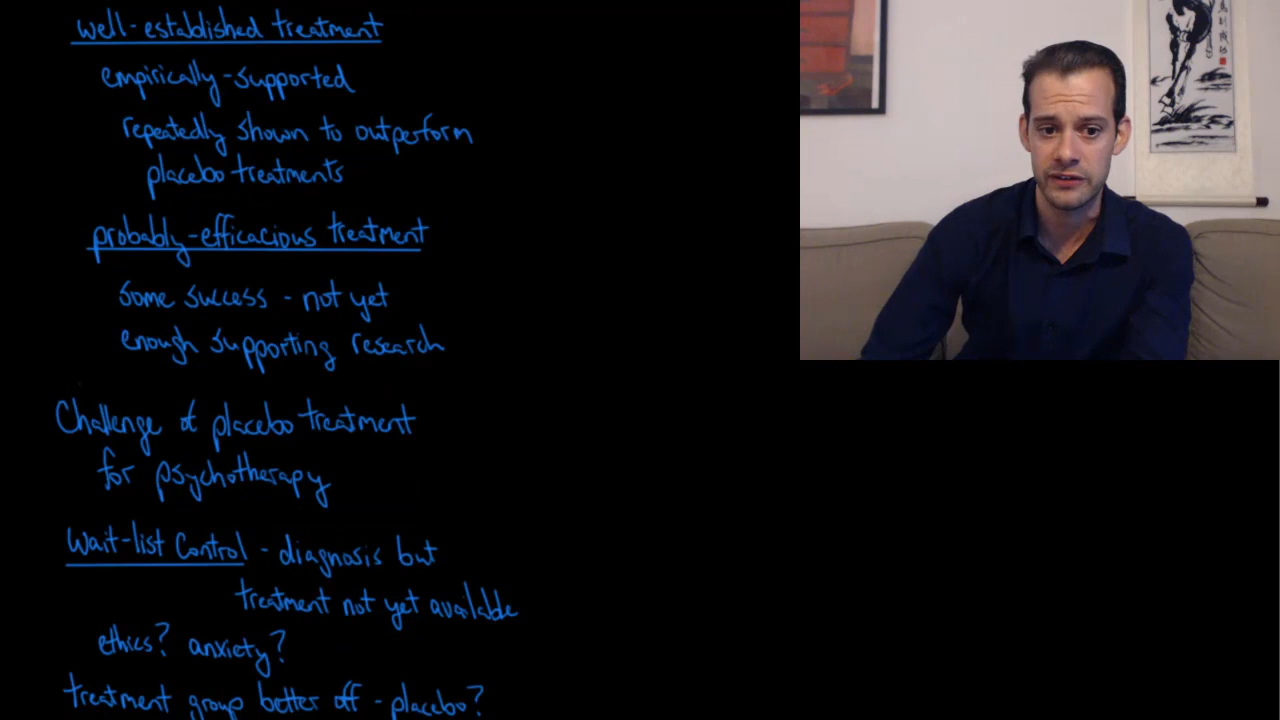 well-established treatment
empirically-supported
repeatedly shown to outperform
placebo treatments
probably-efficacious treatment
some success - not yet
enough supporting research
Challenge of placebo treatment
for psychotherapy
Wait-list Control - diagnosis but
treatment not yet available
ethics? anxiety?
treatment group better off - placebo?